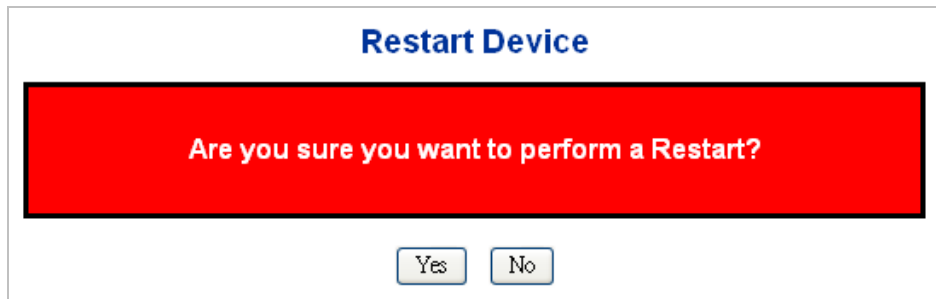 Restart Device
Are you sure you want to perform a Restart?
Yes No